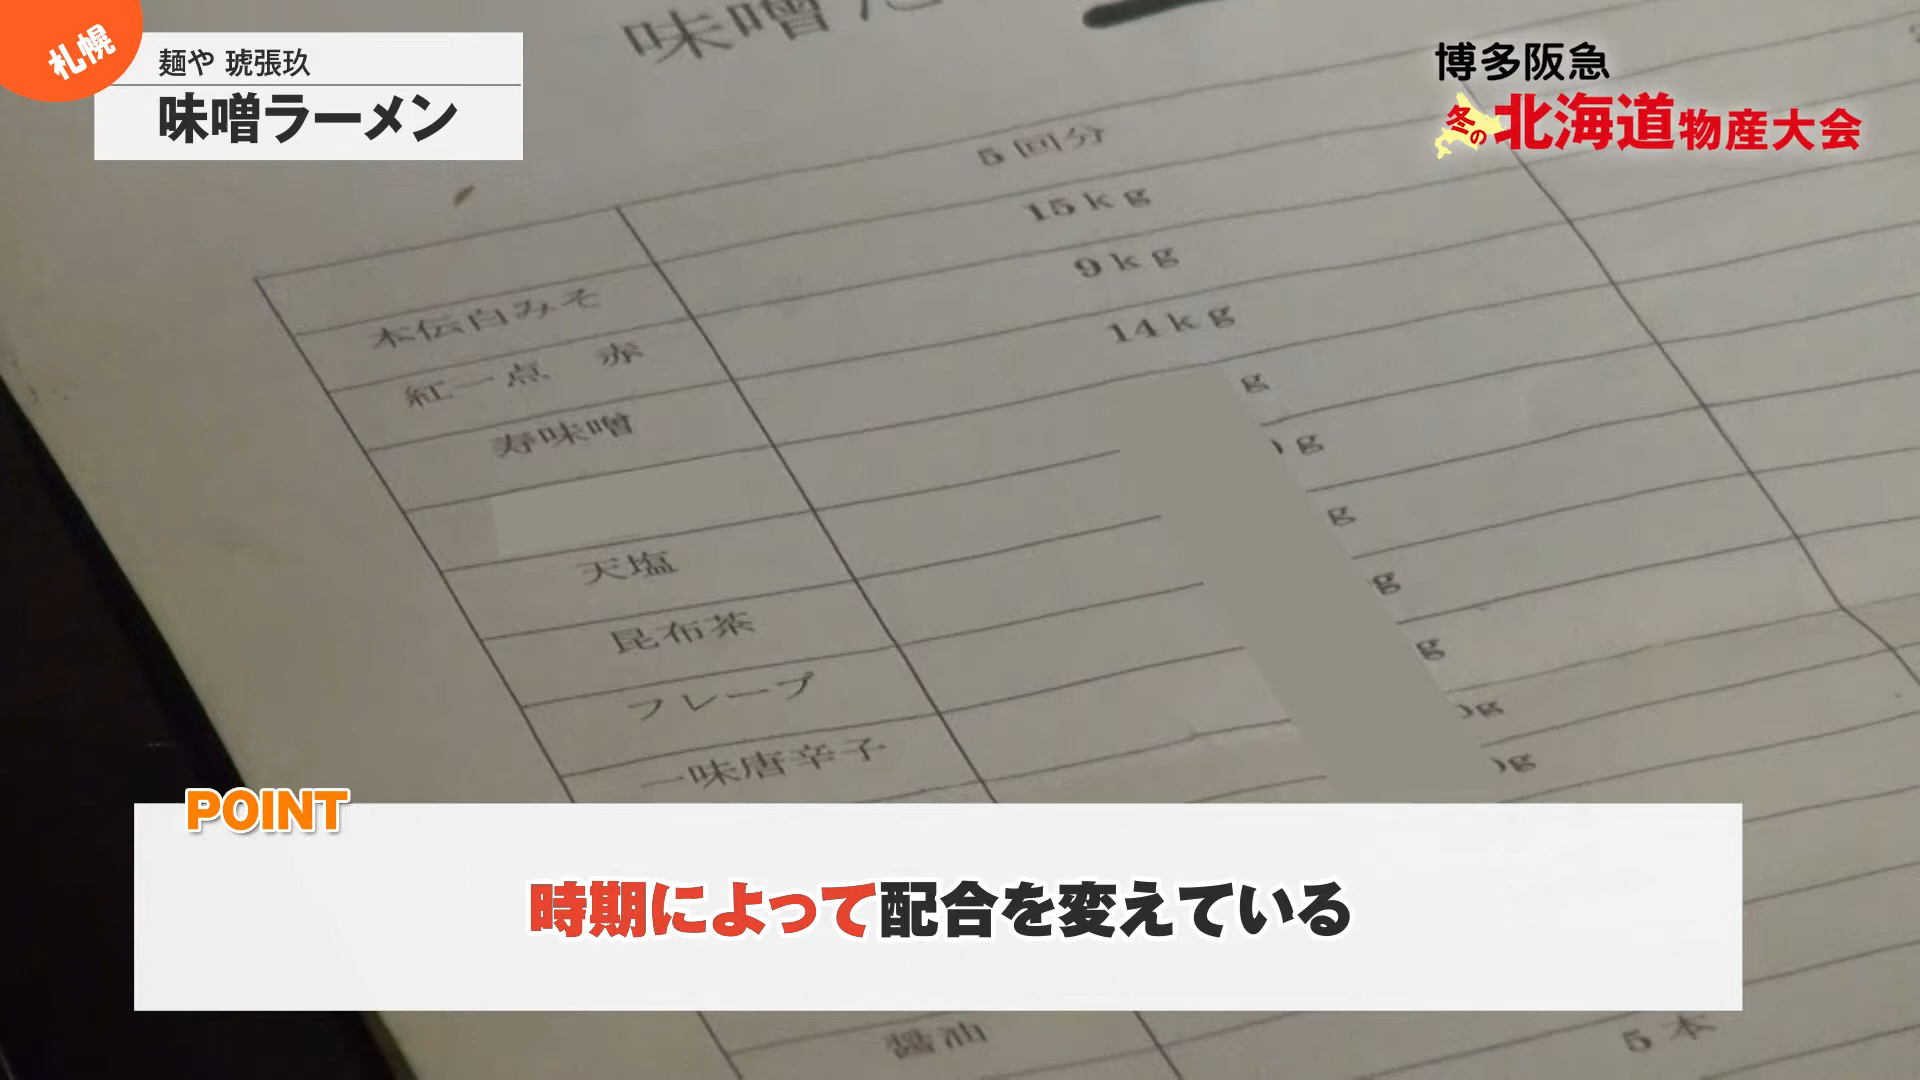 札幌
麺や 琥張玖
味噌ラーメン
博多阪急
冬の北海道物産大会
5回分
本伝白みそ 15kg
紅一点 赤 9kg
寿味噌 14kg
g
天塩 g
昆布茶 g
フレープ g
一味唐辛子 g
g
g
POINT
時期によって配合を変えている
醤油 5本